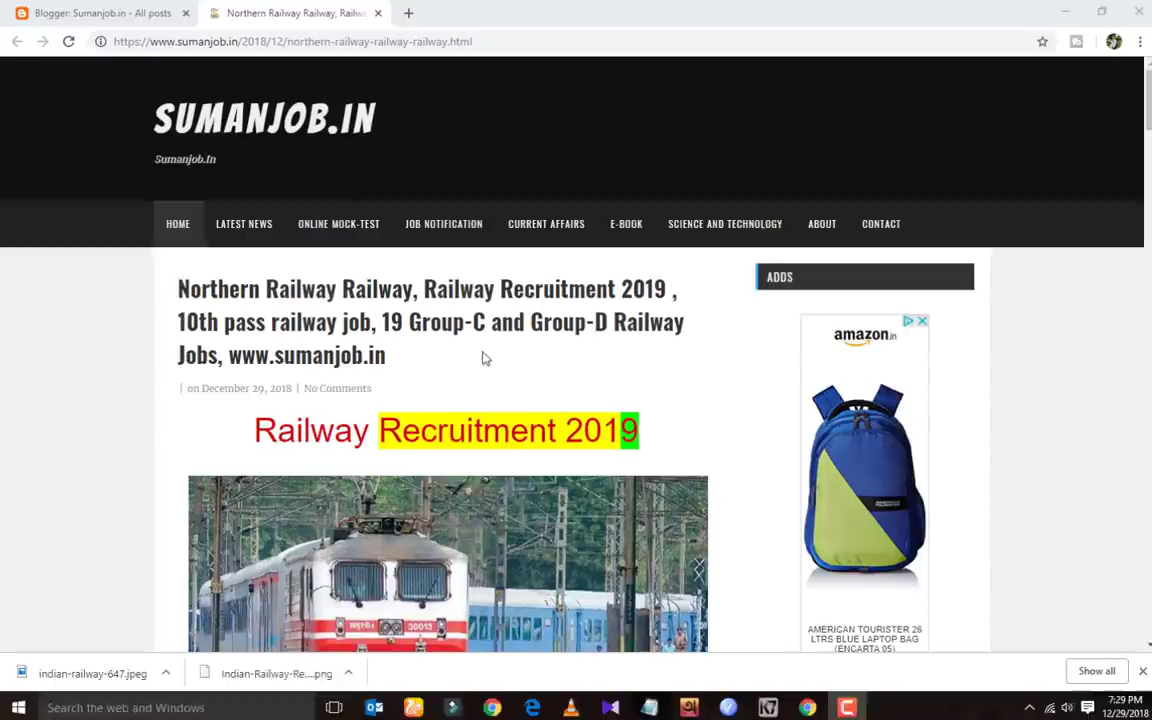 Blogger: Sumanjob.in - All posts
Northern Railway Railway, Railw
https://www.sumanjob.in/2018/12/northern-railway-railway-railway.html
SUMANJOB.IN
Sumanjob.In
HOME LATEST NEWS ONLINE MOCK-TEST JOB NOTIFICATION CURRENT AFFAIRS E-BOOK SCIENCE AND TECHNOLOGY ABOUT CONTACT
Northern Railway Railway, Railway Recruitment 2019 ,
10th pass railway job, 19 Group-C and Group-D Railway
Jobs, www.sumanjob.in
| on December 29, 2018 | No Comments
Railway Recruitment 2019
30013
ADDS
amazon.in
AMERICAN TOURISTER 26
LTRS BLUE LAPTOP BAG
(ENCARTA 05)
indian-railway-647.jpeg
Indian-Railway-Re....png
Show all
Search the web and Windows
7:29 PM
12/29/2018